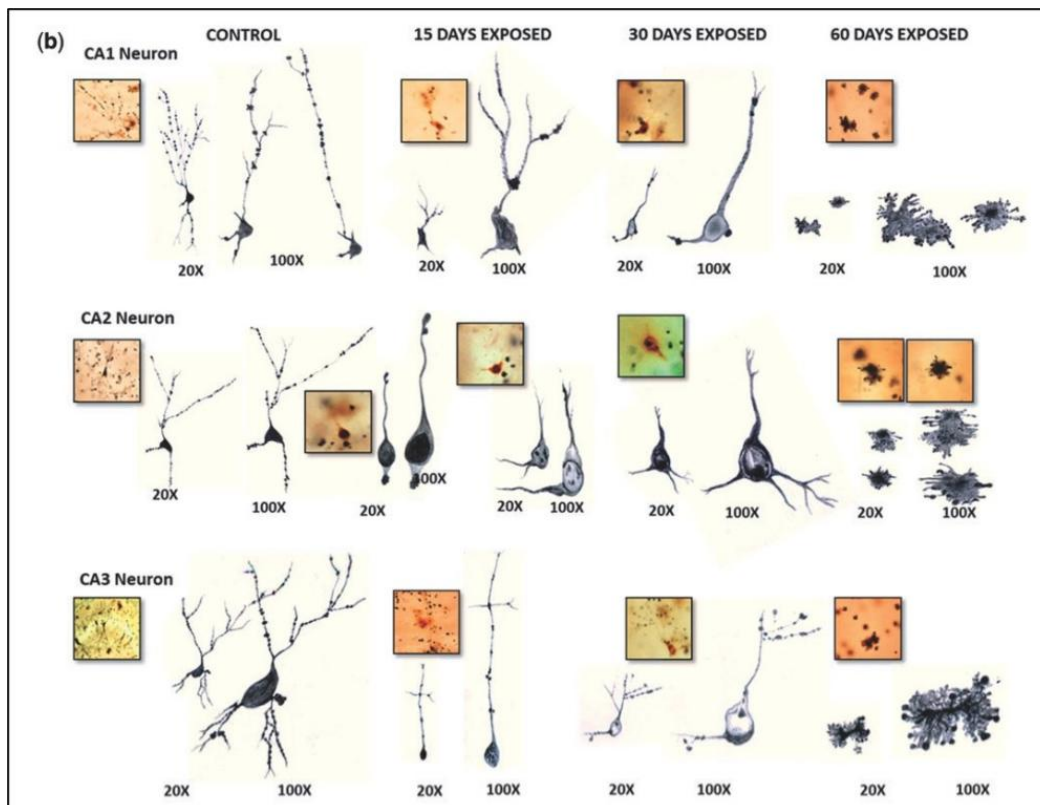 (b)
CONTROL 15 DAYS EXPOSED 30 DAYS EXPOSED 60 DAYS EXPOSED
CA1 Neuron
20X 100X 20X 100X 20X 100X 20X 100X
CA2 Neuron
20X 100X 20X 100X 20X 100X 20X 100X 20X 100X
CA3 Neuron
20X 100X 20X 100X 20X 100X 20X 100X